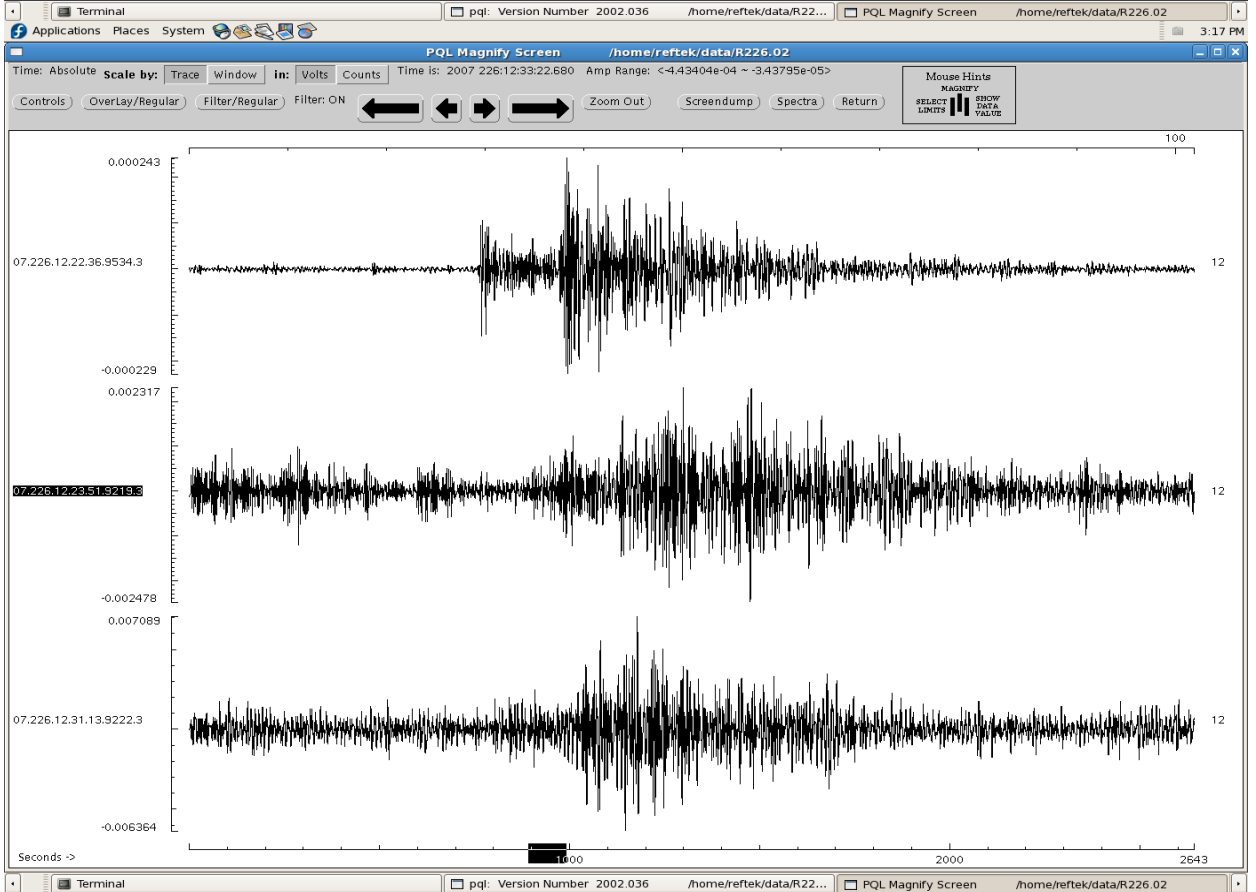 Terminal pql: Version Number 2002.036 /home/reftek/data/R22... PQL Magnify Screen /home/reftek/data/R226.02
Applications Places System 3:17 PM
PQL Magnify Screen /home/reftek/data/R226.02
Time: Absolute Scale by: Trace Window in: Volts Counts Time is: 2007 226:12:33:22.680 Amp Range: <-4.43404e-04 ~ -3.43795e-05>
Mouse Hints
MAGNIFY
SELECT LIMITS
SHOW DATA VALUE
Controls OverLay/Regular Filter/Regular Filter: ON Zoom Out Screendump Spectra Return
100
0.000243
07.226.12.22.36.9534.3 12
-0.000229
0.002317
07.226.12.23.51.9219.3 12
-0.002478
0.007089
07.226.12.31.13.9222.3 12
-0.006364
Seconds -> 1000 2000 2643
Terminal pql: Version Number 2002.036 /home/reftek/data/R22... PQL Magnify Screen /home/reftek/data/R226.02